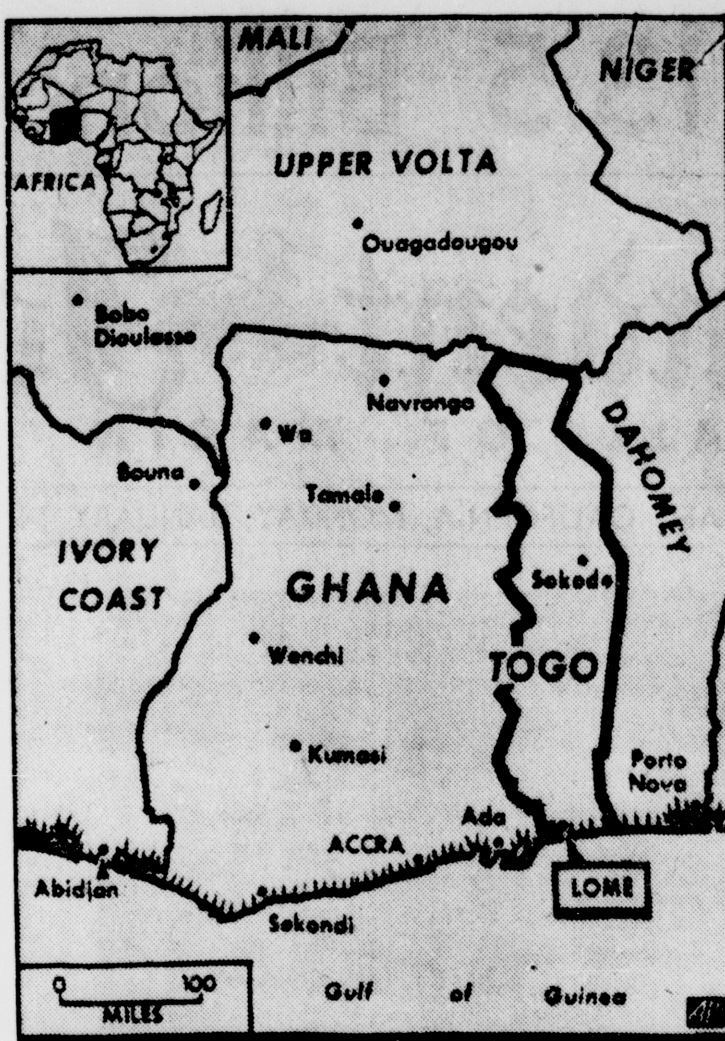 MALI
NIGER
AFRICA
UPPER VOLTA
Ouagadougou
Bobo
Dioulasso
Navrongo
DAHOMEY
Wa
Bouna
Tamale
IVORY
COAST
GHANA
Sokode
Wenchi
TOGO
Kumasi
Porto
Novo
Ada
ACCRA
Abidjan
LOME
Sekondi
0 100
MILES
Gulf of Guinea